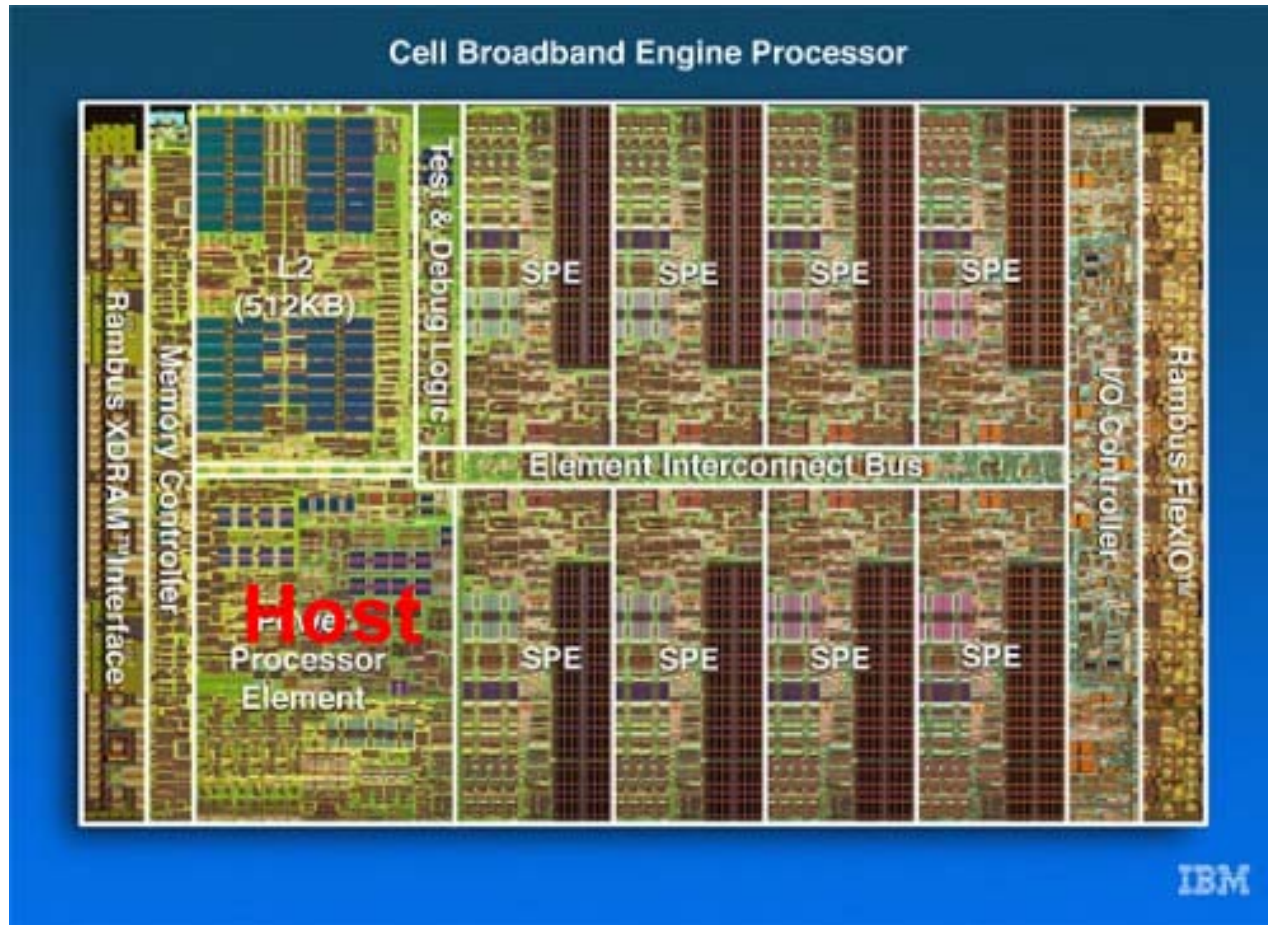 Cell Broadband Engine Processor
Rambus XDRAM™ Interface
Memory Controller
L2
(512KB)
Test & Debug Logic
SPE
SPE
SPE
SPE
Element Interconnect Bus
Host
Power
Processor
Element
SPE
SPE
SPE
SPE
I/O Controller
Rambus FlexIO™
IBM